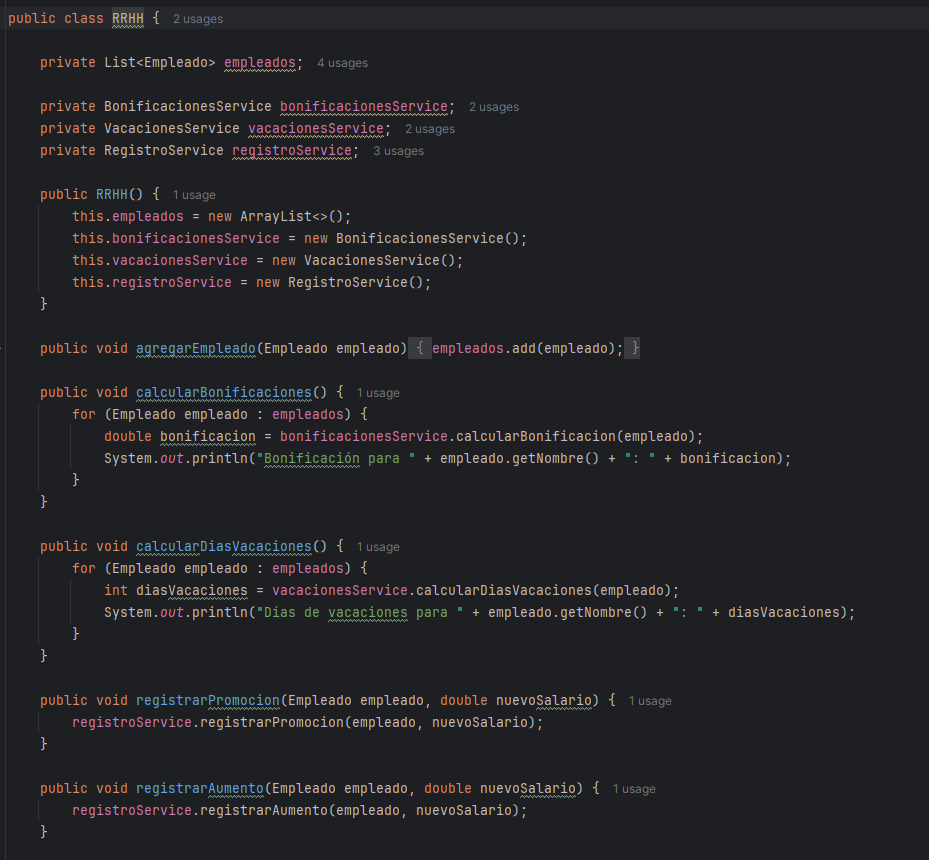 public class RRHH {  2 usages
    private List<Empleado> empleados;  4 usages
    private BonificacionesService bonificacionesService;  2 usages
    private VacacionesService vacacionesService;  2 usages
    private RegistroService registroService;  3 usages
    public RRHH() {  1 usage
        this.empleados = new ArrayList<>();
        this.bonificacionesService = new BonificacionesService();
        this.vacacionesService = new VacacionesService();
        this.registroService = new RegistroService();
    }
    public void agregarEmpleado(Empleado empleado) { empleados.add(empleado); }
    public void calcularBonificaciones() {  1 usage
        for (Empleado empleado : empleados) {
            double bonificacion = bonificacionesService.calcularBonificacion(empleado);
            System.out.println("Bonificación para " + empleado.getNombre() + ": " + bonificacion);
        }
    }
    public void calcularDiasVacaciones() {  1 usage
        for (Empleado empleado : empleados) {
            int diasVacaciones = vacacionesService.calcularDiasVacaciones(empleado);
            System.out.println("Días de vacaciones para " + empleado.getNombre() + ": " + diasVacaciones);
        }
    }
    public void registrarPromocion(Empleado empleado, double nuevoSalario) {  1 usage
        registroService.registrarPromocion(empleado, nuevoSalario);
    }
    public void registrarAumento(Empleado empleado, double nuevoSalario) {  1 usage
        registroService.registrarAumento(empleado, nuevoSalario);
    }